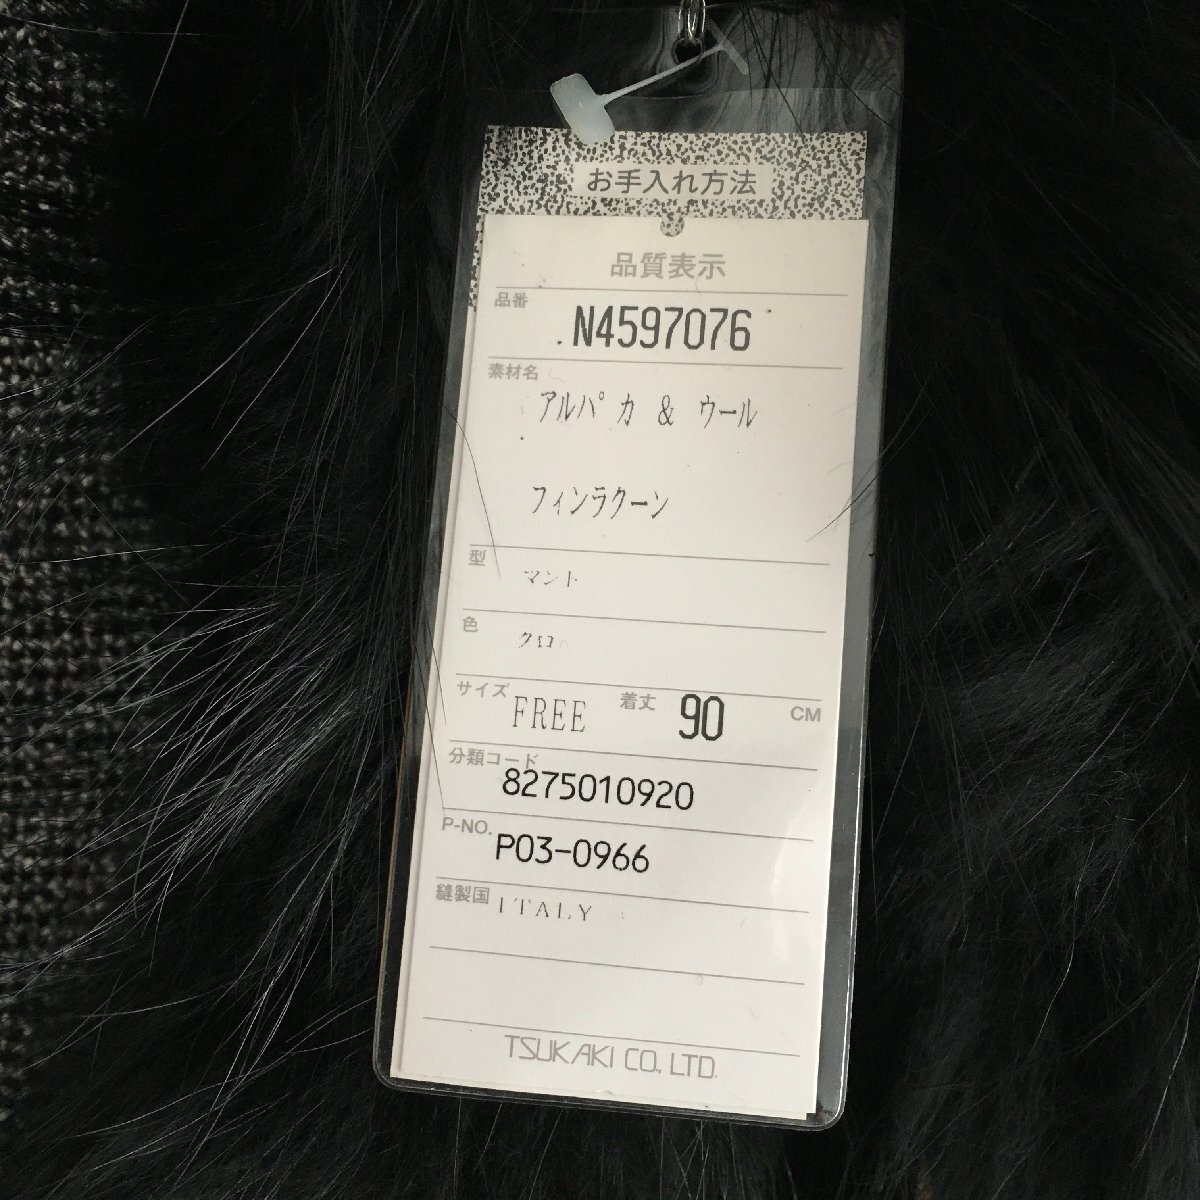 お手入れ方法
品質表示
品番 N4597076
素材名
アルパカ & ウール
フィンラクーン
型 マント
色 クロ
サイズ FREE 着丈 90 CM
分類コード 8275010920
P-NO. P03-0966
縫製国 ITALY
TSUKAKI CO., LTD.